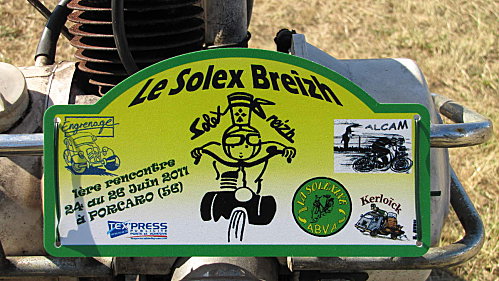 Le Solex Breizh
Engrenage
Solex Breizh
ALCAM
1ère rencontre
24 au 26 Juin 2011
à PORCARO (56)
LA SOLEXINE
ABVA
Kerloick
TEXPRESS